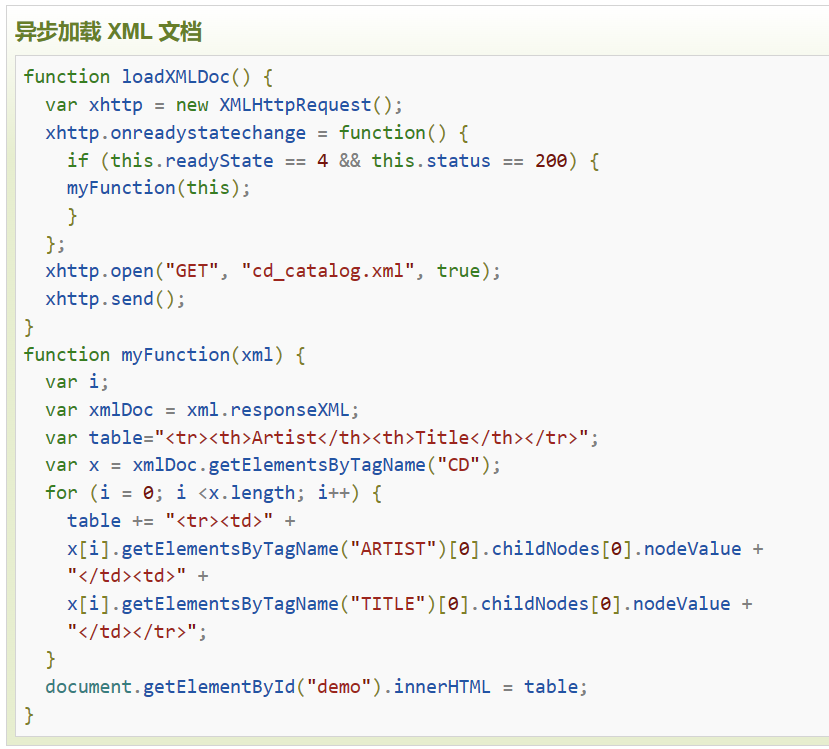 异步加载 XML 文档
function loadXMLDoc() {
  var xhttp = new XMLHttpRequest();
  xhttp.onreadystatechange = function() {
    if (this.readyState == 4 && this.status == 200) {
    myFunction(this);
    }
  };
  xhttp.open("GET", "cd_catalog.xml", true);
  xhttp.send();
}
function myFunction(xml) {
  var i;
  var xmlDoc = xml.responseXML;
  var table="<tr><th>Artist</th><th>Title</th></tr>";
  var x = xmlDoc.getElementsByTagName("CD");
  for (i = 0; i <x.length; i++) {
    table += "<tr><td>" +
    x[i].getElementsByTagName("ARTIST")[0].childNodes[0].nodeValue +
    "</td><td>" +
    x[i].getElementsByTagName("TITLE")[0].childNodes[0].nodeValue +
    "</td></tr>";
  }
  document.getElementById("demo").innerHTML = table;
}